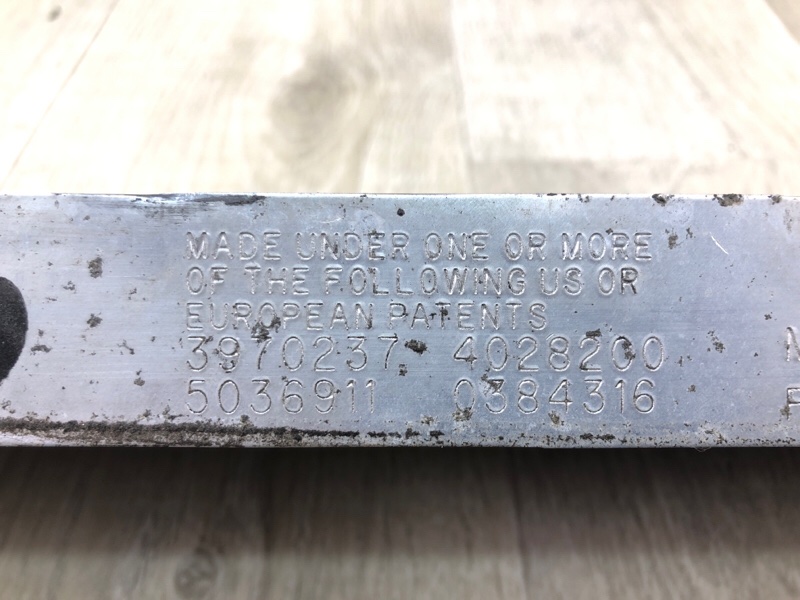 MADE UNDER ONE OR MORE
OF THE FOLLOWING US OR
EUROPEAN PATENTS
3970237 4028200
5036911 0384316